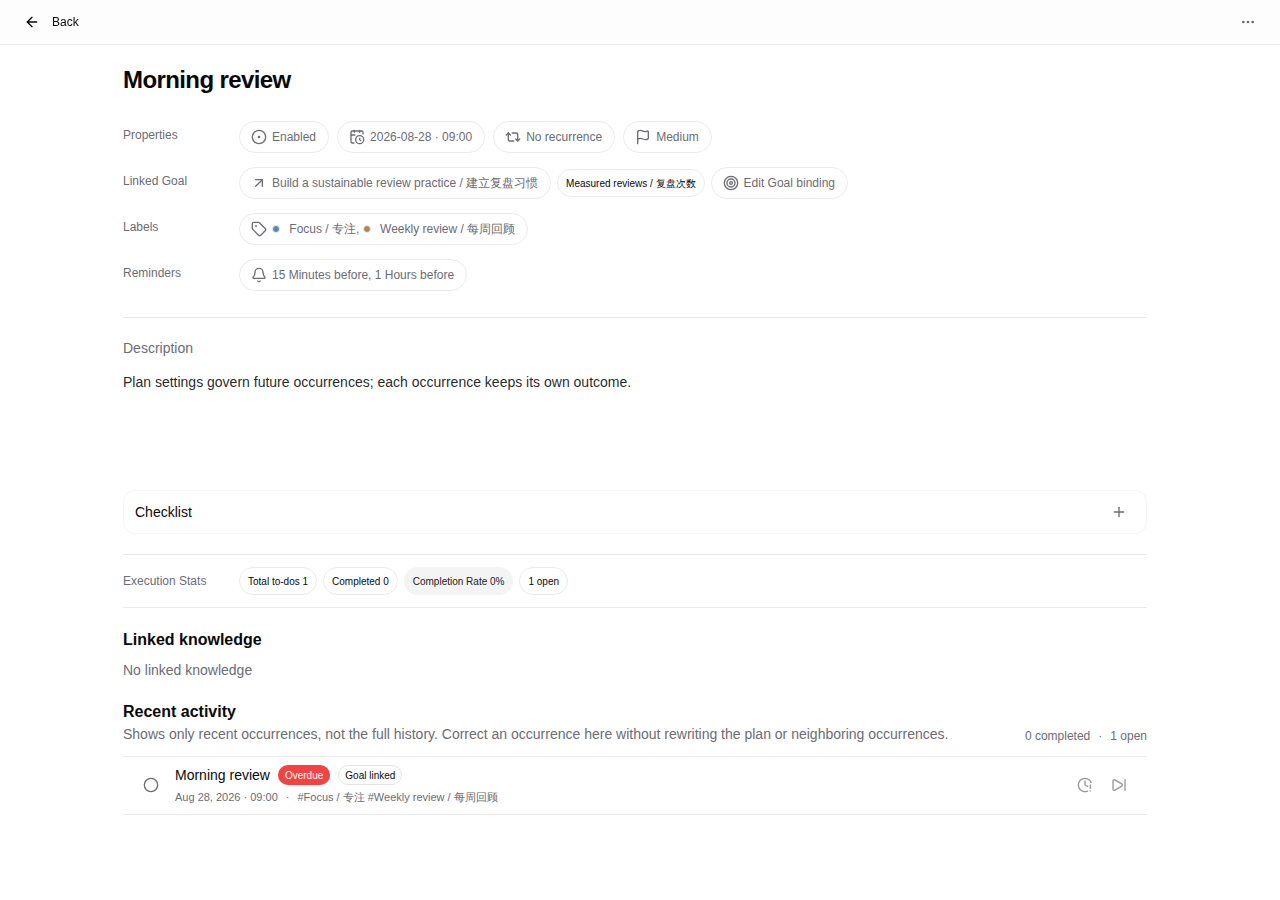 Back
Morning review
Properties
Enabled
2026-08-28 · 09:00
No recurrence
Medium
Linked Goal
Build a sustainable review practice / 建立复盘习惯
Measured reviews / 复盘次数
Edit Goal binding
Labels
Focus / 专注, Weekly review / 每周回顾
Reminders
15 Minutes before, 1 Hours before
Description
Plan settings govern future occurrences; each occurrence keeps its own outcome.
Checklist
Execution Stats
Total to-dos 1
Completed 0
Completion Rate 0%
1 open
Linked knowledge
No linked knowledge
Recent activity
Shows only recent occurrences, not the full history. Correct an occurrence here without rewriting the plan or neighboring occurrences.
0 completed · 1 open
Morning review
Overdue
Goal linked
Aug 28, 2026 · 09:00 · #Focus / 专注 #Weekly review / 每周回顾